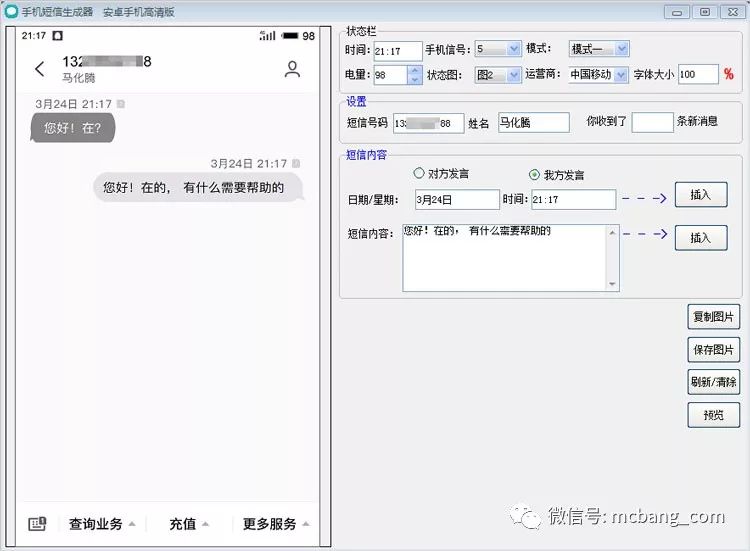 手机短信生成器 安卓手机高清版
21:17 98
132 8
马化腾
3月24日 21:17
您好！在?
3月24日 21:17
您好！在的， 有什么需要帮助的
查询业务 充值 更多服务
状态栏
时间: 21:17 手机信号: 5 模式: 模式一
电量: 98 状态图: 图2 运营商: 中国移动 字体大小 100 %
设置
短信号码 132 88 姓名 马化腾 你收到了 条新消息
短信内容
对方发言 我方发言
日期/星期: 3月24日 时间: 21:17 插入
短信内容: 您好！在的， 有什么需要帮助的 插入
复制图片
保存图片
刷新/清除
预览
微信号: mcbang_com